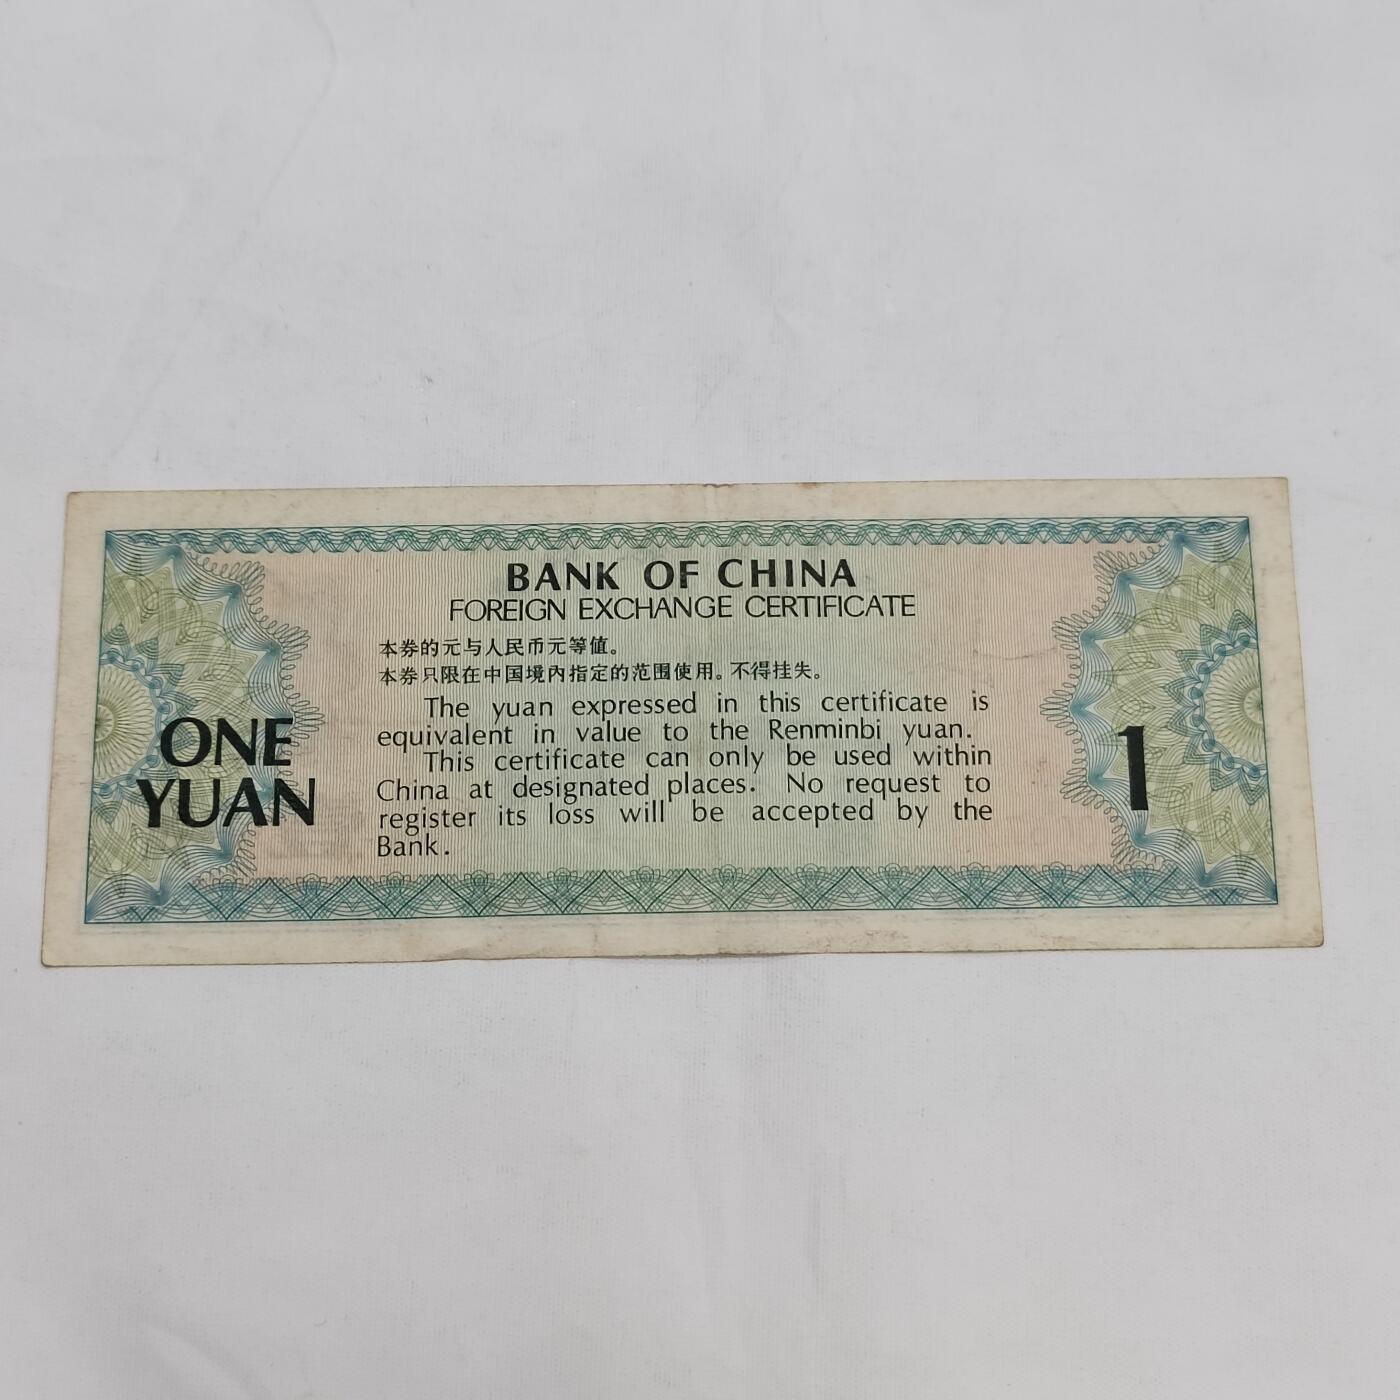 BANK OF CHINA
FOREIGN EXCHANGE CERTIFICATE
本券的元与人民币元等值。
本券只限在中国境内指定的范围使用。不得挂失。
The yuan expressed in this certificate is
equivalent in value to the Renminbi yuan.
This certificate can only be used within
China at designated places. No request to
register its loss will be accepted by the
Bank.
ONE
YUAN
1